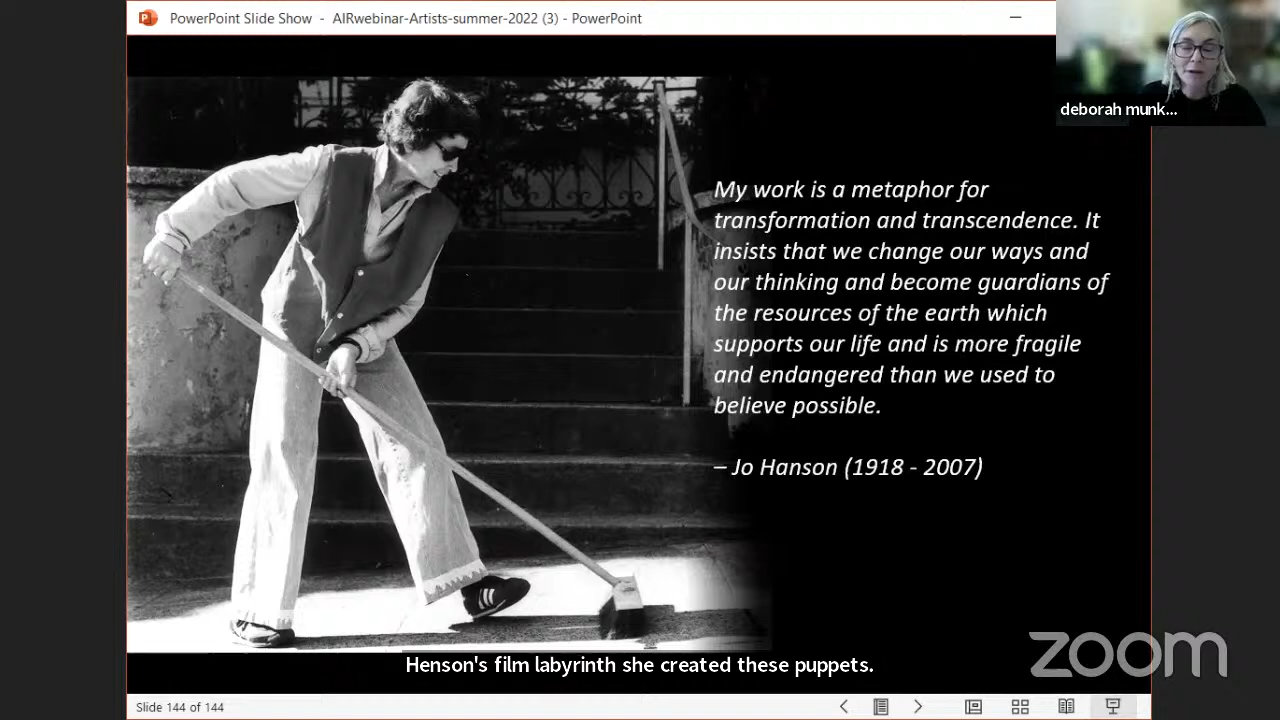 PowerPoint Slide Show - AIRwebinar-Artists-summer-2022 (3) - PowerPoint
deborah munk...
My work is a metaphor for
transformation and transcendence. It
insists that we change our ways and
our thinking and become guardians of
the resources of the earth which
supports our life and is more fragile
and endangered than we used to
believe possible.
– Jo Hanson (1918 - 2007)
zoom
Henson's film labyrinth she created these puppets.
Slide 144 of 144